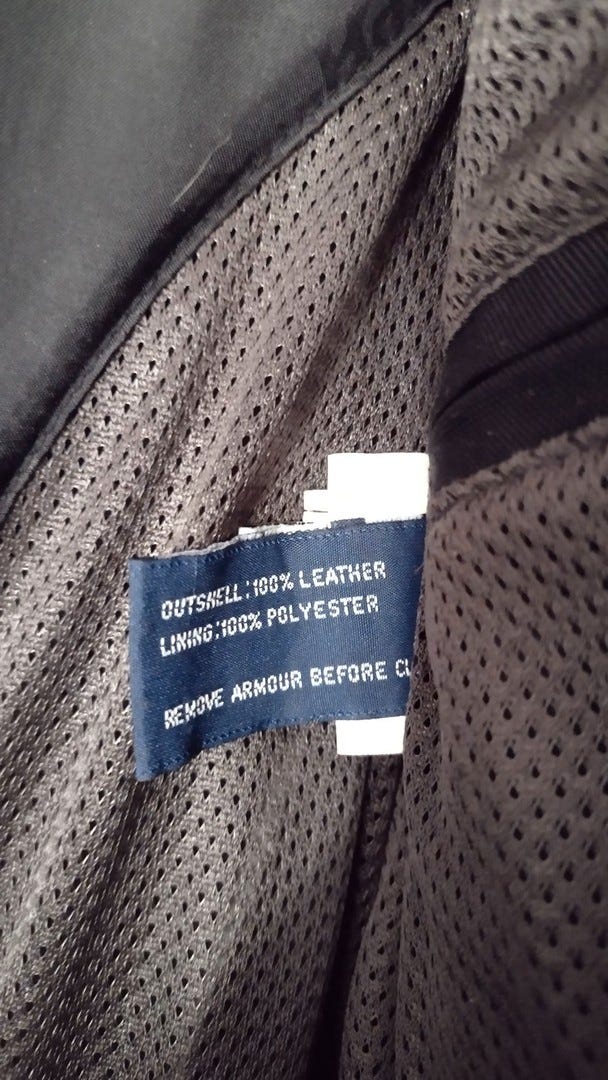 OUTSHELL:100% LEATHER
LINING:100% POLYESTER
REMOVE ARMOUR BEFORE